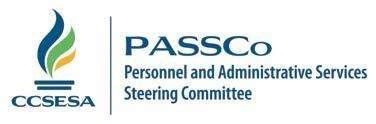 CCSESA
PASSCo
Personnel and Administrative Services
Steering Committee